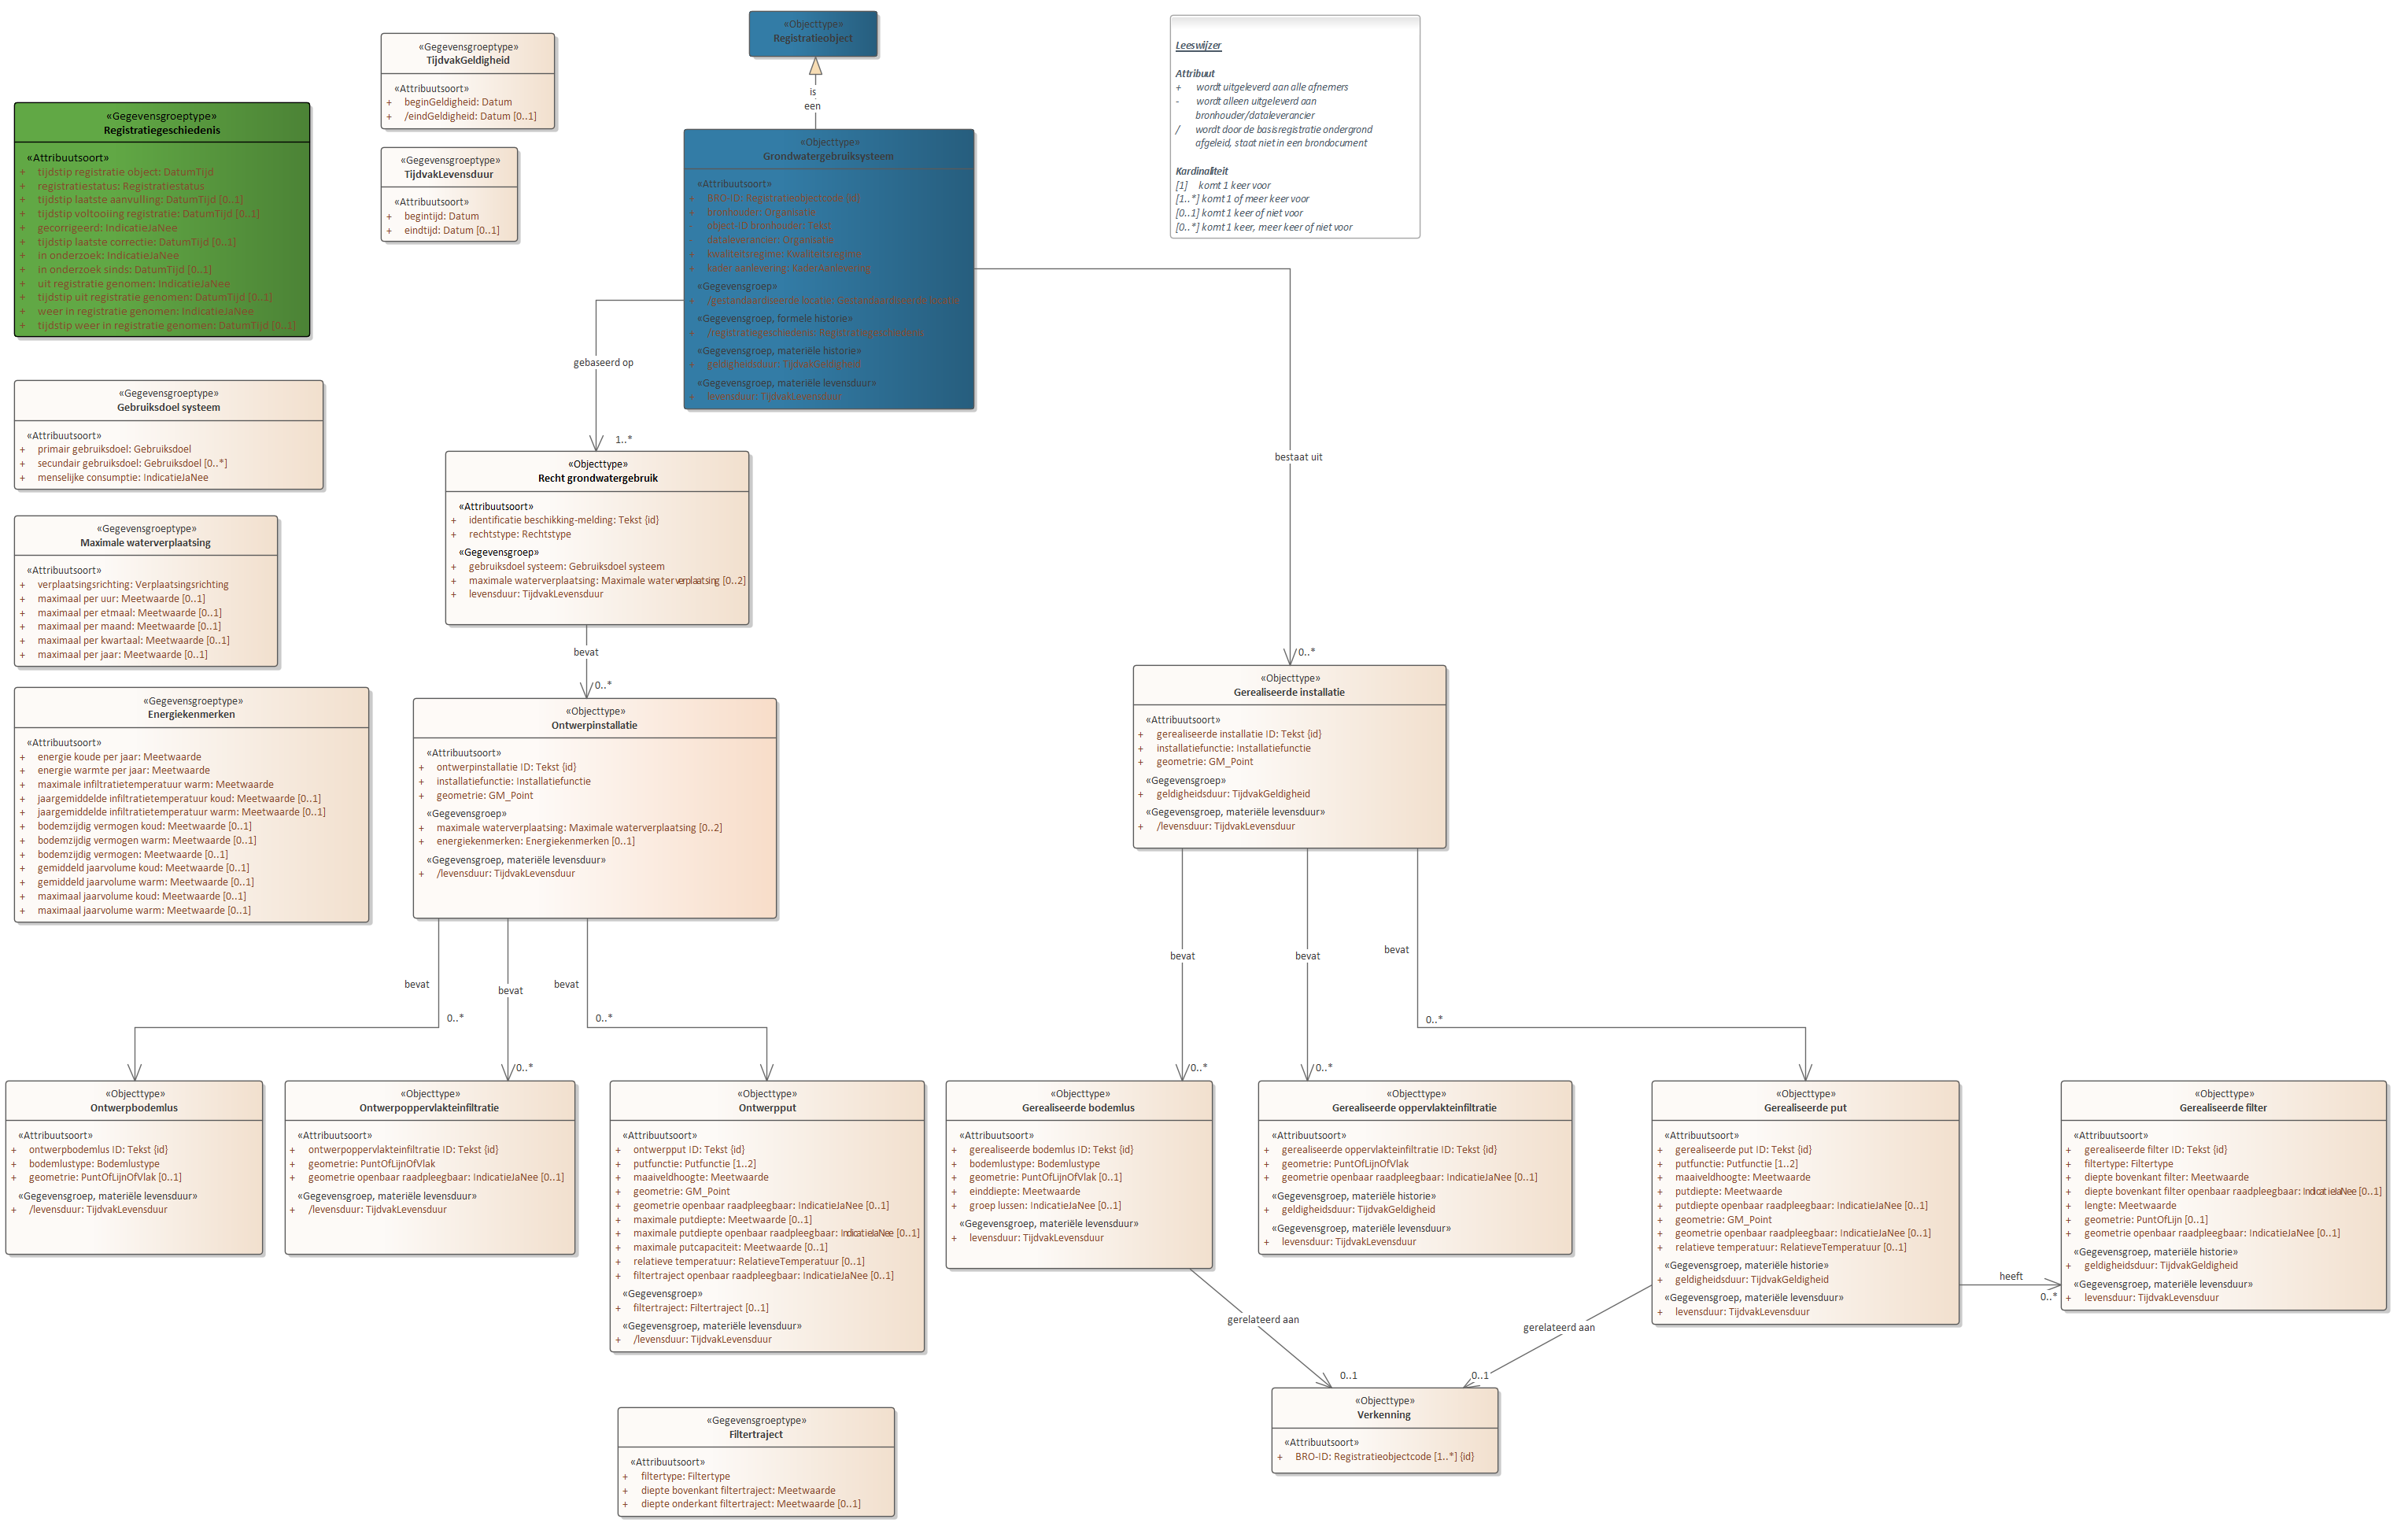 «Objecttype»
Registratieobject
is
een
Leeswijzer
Attribuut
+ wordt uitgeleverd aan alle afnemers
- wordt alleen uitgeleverd aan
bronhouder/dataleverancier
/ wordt door de basisregistratie ondergrond
afgeleid, staat niet in een brondocument
Kardinaliteit
[1] komt 1 keer voor
[1..*] komt 1 of meer keer voor
[0..1] komt 1 keer of niet voor
[0..*] komt 1 keer, meer keer of niet voor
«Gegevensgroeptype»
TijdvakGeldigheid
«Attribuutsoort»
+ beginGeldigheid: Datum
+ /eindGeldigheid: Datum [0..1]
«Gegevensgroeptype»
TijdvakLevensduur
«Attribuutsoort»
+ begintijd: Datum
+ eindtijd: Datum [0..1]
«Gegevensgroeptype»
Registratiegeschiedenis
«Attribuutsoort»
+ tijdstip registratie object: DatumTijd
+ registratiestatus: Registratiestatus
+ tijdstip laatste aanvulling: DatumTijd [0..1]
+ tijdstip voltooiing registratie: DatumTijd [0..1]
+ gecorrigeerd: IndicatieJaNee
+ tijdstip laatste correctie: DatumTijd [0..1]
+ in onderzoek: IndicatieJaNee
+ in onderzoek sinds: DatumTijd [0..1]
+ uit registratie genomen: IndicatieJaNee
+ tijdstip uit registratie genomen: DatumTijd [0..1]
+ weer in registratie genomen: IndicatieJaNee
+ tijdstip weer in registratie genomen: DatumTijd [0..1]
«Objecttype»
Grondwatergebruiksysteem
«Attribuutsoort»
+ BRO-ID: Registratieobjectcode {id}
+ bronhouder: Organisatie
- object-ID bronhouder: Tekst
- dataleverancier: Organisatie
+ kwaliteitsregime: Kwaliteitsregime
+ kader aanlevering: KaderAanlevering
«Gegevensgroep»
+ /gestandaardiseerde locatie: Gestandaardiseerde locatie
«Gegevensgroep, formele historie»
+ /registratiegeschiedenis: Registratiegeschiedenis
«Gegevensgroep, materiële historie»
+ geldigheidsduur: TijdvakGeldigheid
«Gegevensgroep, materiële levensduur»
+ levensduur: TijdvakLevensduur
gebaseerd op
1..*
bestaat uit
0..*
«Gegevensgroeptype»
Gebruiksdoel systeem
«Attribuutsoort»
+ primair gebruiksdoel: Gebruiksdoel
+ secundair gebruiksdoel: Gebruiksdoel [0..*]
+ menselijke consumptie: IndicatieJaNee
«Gegevensgroeptype»
Maximale waterverplaatsing
«Attribuutsoort»
+ verplaatsingsrichting: Verplaatsingsrichting
+ maximaal per uur: Meetwaarde [0..1]
+ maximaal per etmaal: Meetwaarde [0..1]
+ maximaal per maand: Meetwaarde [0..1]
+ maximaal per kwartaal: Meetwaarde [0..1]
+ maximaal per jaar: Meetwaarde [0..1]
«Gegevensgroeptype»
Energiekenmerken
«Attribuutsoort»
+ energie koude per jaar: Meetwaarde
+ energie warmte per jaar: Meetwaarde
+ maximale infiltratietemperatuur warm: Meetwaarde
+ jaargemiddelde infiltratietemperatuur koud: Meetwaarde [0..1]
+ jaargemiddelde infiltratietemperatuur warm: Meetwaarde [0..1]
+ bodemzijdig vermogen koud: Meetwaarde [0..1]
+ bodemzijdig vermogen warm: Meetwaarde [0..1]
+ bodemzijdig vermogen: Meetwaarde [0..1]
+ gemiddeld jaarvolume koud: Meetwaarde [0..1]
+ gemiddeld jaarvolume warm: Meetwaarde [0..1]
+ maximaal jaarvolume koud: Meetwaarde [0..1]
+ maximaal jaarvolume warm: Meetwaarde [0..1]
«Objecttype»
Recht grondwatergebruik
«Attribuutsoort»
+ identificatie beschikking-melding: Tekst {id}
+ rechtstype: Rechtstype
«Gegevensgroep»
+ gebruiksdoel systeem: Gebruiksdoel systeem
+ maximale waterverplaatsing: Maximale waterverplaatsing [0..2]
+ levensduur: TijdvakLevensduur
bevat
0..*
«Objecttype»
Ontwerpinstallatie
«Attribuutsoort»
+ ontwerpinstallatie ID: Tekst {id}
+ installatiefunctie: Installatiefunctie
+ geometrie: GM_Point
«Gegevensgroep»
+ maximale waterverplaatsing: Maximale waterverplaatsing [0..2]
+ energiekenmerken: Energiekenmerken [0..1]
«Gegevensgroep, materiële levensduur»
+ /levensduur: TijdvakLevensduur
«Objecttype»
Gerealiseerde installatie
«Attribuutsoort»
+ gerealiseerde installatie ID: Tekst {id}
+ installatiefunctie: Installatiefunctie
+ geometrie: GM_Point
«Gegevensgroep»
+ geldigheidsduur: TijdvakGeldigheid
«Gegevensgroep, materiële levensduur»
+ /levensduur: TijdvakLevensduur
bevat
0..*
bevat
0..*
bevat
0..*
bevat
0..*
bevat
0..*
bevat
0..*
«Objecttype»
Ontwerpbodemlus
«Attribuutsoort»
+ ontwerpbodemlus ID: Tekst {id}
+ bodemlustype: Bodemlustype
+ geometrie: PuntOfLijnOfVlak [0..1]
«Gegevensgroep, materiële levensduur»
+ /levensduur: TijdvakLevensduur
«Objecttype»
Ontwerpoppervlakteinfiltratie
«Attribuutsoort»
+ ontwerpoppervlakteinfiltratie ID: Tekst {id}
+ geometrie: PuntOfLijnOfVlak
+ geometrie openbaar raadpleegbaar: IndicatieJaNee [0..1]
«Gegevensgroep, materiële levensduur»
+ /levensduur: TijdvakLevensduur
«Objecttype»
Ontwerpput
«Attribuutsoort»
+ ontwerpput ID: Tekst {id}
+ putfunctie: Putfunctie [1..2]
+ maaiveldhoogte: Meetwaarde
+ geometrie: GM_Point
+ geometrie openbaar raadpleegbaar: IndicatieJaNee [0..1]
+ maximale putdiepte: Meetwaarde [0..1]
+ maximale putdiepte openbaar raadpleegbaar: IndicatieJaNee [0..1]
+ maximale putcapaciteit: Meetwaarde [0..1]
+ relatieve temperatuur: RelatieveTemperatuur [0..1]
+ filtertraject openbaar raadpleegbaar: IndicatieJaNee [0..1]
«Gegevensgroep»
+ filtertraject: Filtertraject [0..1]
«Gegevensgroep, materiële levensduur»
+ /levensduur: TijdvakLevensduur
«Objecttype»
Gerealiseerde bodemlus
«Attribuutsoort»
+ gerealiseerde bodemlus ID: Tekst {id}
+ bodemlustype: Bodemlustype
+ geometrie: PuntOfLijnOfVlak [0..1]
+ einddiepte: Meetwaarde
+ groep lussen: IndicatieJaNee [0..1]
«Gegevensgroep, materiële levensduur»
+ levensduur: TijdvakLevensduur
«Objecttype»
Gerealiseerde oppervlakteinfiltratie
«Attribuutsoort»
+ gerealiseerde oppervlakteinfiltratie ID: Tekst {id}
+ geometrie: PuntOfLijnOfVlak
+ geometrie openbaar raadpleegbaar: IndicatieJaNee [0..1]
«Gegevensgroep, materiële historie»
+ geldigheidsduur: TijdvakGeldigheid
«Gegevensgroep, materiële levensduur»
+ levensduur: TijdvakLevensduur
«Objecttype»
Gerealiseerde put
«Attribuutsoort»
+ gerealiseerde put ID: Tekst {id}
+ putfunctie: Putfunctie [1..2]
+ maaiveldhoogte: Meetwaarde
+ putdiepte: Meetwaarde
+ putdiepte openbaar raadpleegbaar: IndicatieJaNee [0..1]
+ geometrie: GM_Point
+ geometrie openbaar raadpleegbaar: IndicatieJaNee [0..1]
+ relatieve temperatuur: RelatieveTemperatuur [0..1]
«Gegevensgroep, materiële historie»
+ geldigheidsduur: TijdvakGeldigheid
«Gegevensgroep, materiële levensduur»
+ levensduur: TijdvakLevensduur
heeft
0..*
«Objecttype»
Gerealiseerde filter
«Attribuutsoort»
+ gerealiseerde filter ID: Tekst {id}
+ filtertype: Filtertype
+ diepte bovenkant filter: Meetwaarde
+ diepte bovenkant filter openbaar raadpleegbaar: IndicatieJaNee [0..1]
+ lengte: Meetwaarde
+ geometrie: PuntOfLijn [0..1]
+ geometrie openbaar raadpleegbaar: IndicatieJaNee [0..1]
«Gegevensgroep, materiële historie»
+ geldigheidsduur: TijdvakGeldigheid
«Gegevensgroep, materiële levensduur»
+ levensduur: TijdvakLevensduur
gerelateerd aan
0..1
gerelateerd aan
0..1
«Objecttype»
Verkenning
«Attribuutsoort»
+ BRO-ID: Registratieobjectcode [1..*] {id}
«Gegevensgroeptype»
Filtertraject
«Attribuutsoort»
+ filtertype: Filtertype
+ diepte bovenkant filtertraject: Meetwaarde
+ diepte onderkant filtertraject: Meetwaarde [0..1]